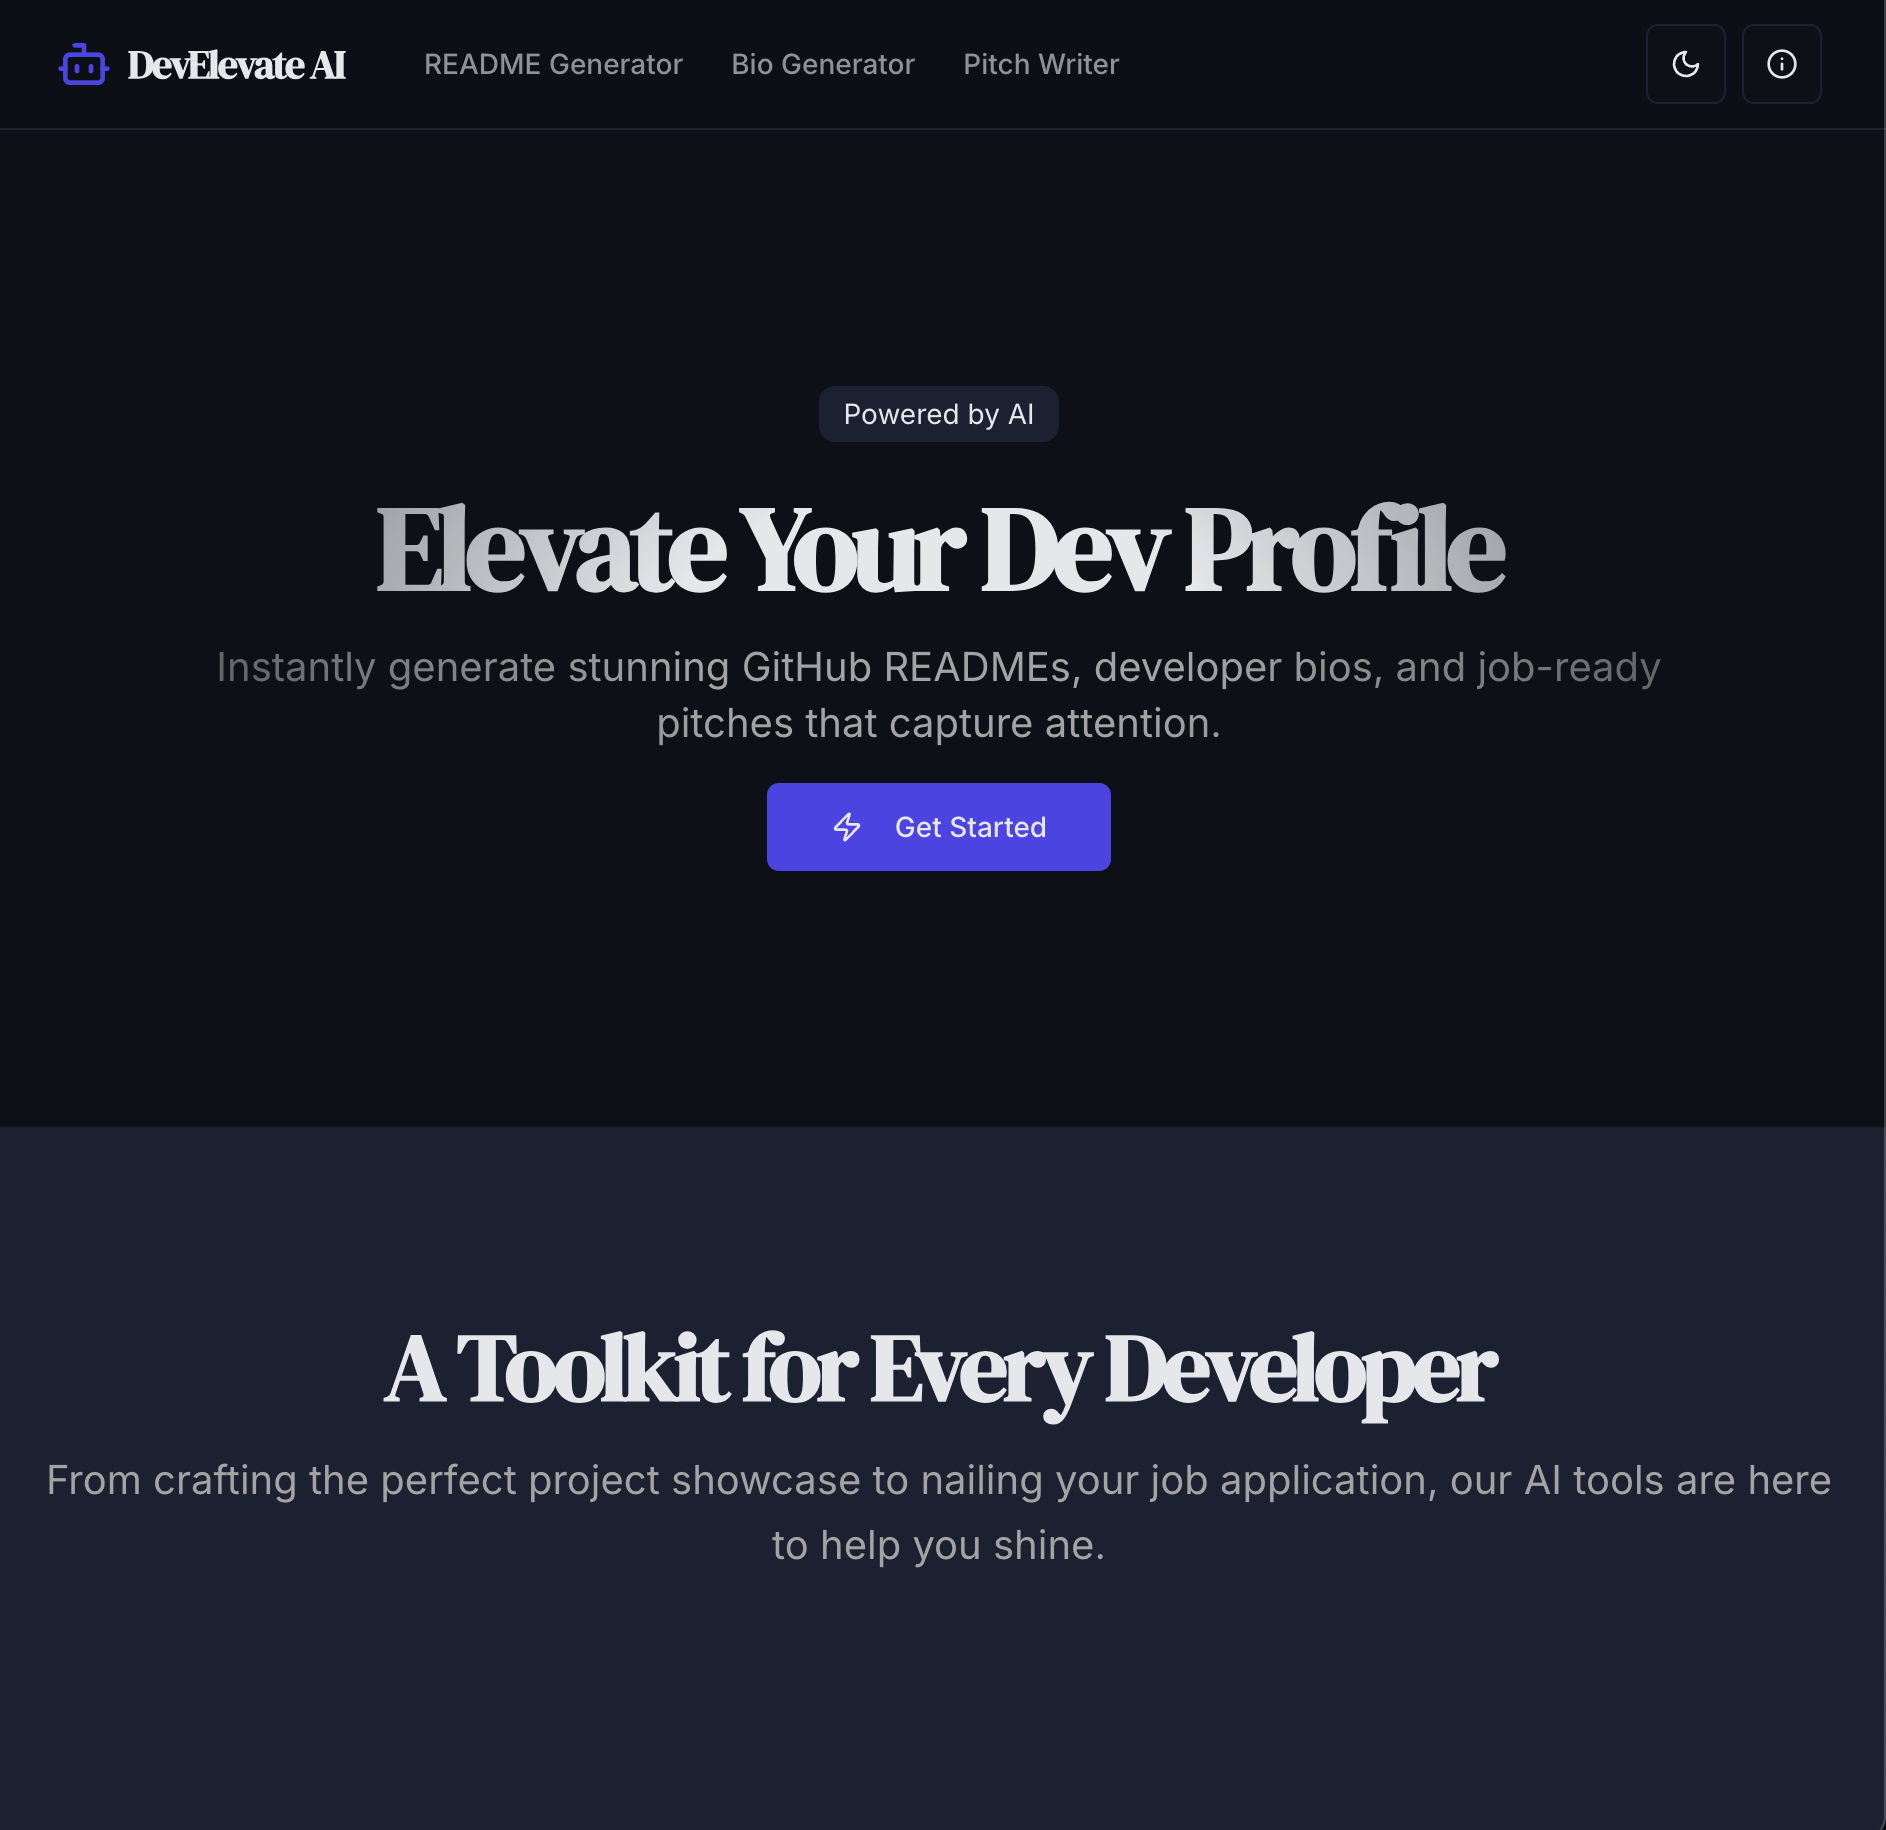 DevElevate AI
README Generator
Bio Generator
Pitch Writer
Powered by AI
Elevate Your Dev Profile
Instantly generate stunning GitHub READMEs, developer bios, and job-ready
pitches that capture attention.
Get Started
A Toolkit for Every Developer
From crafting the perfect project showcase to nailing your job application, our AI tools are here
to help you shine.